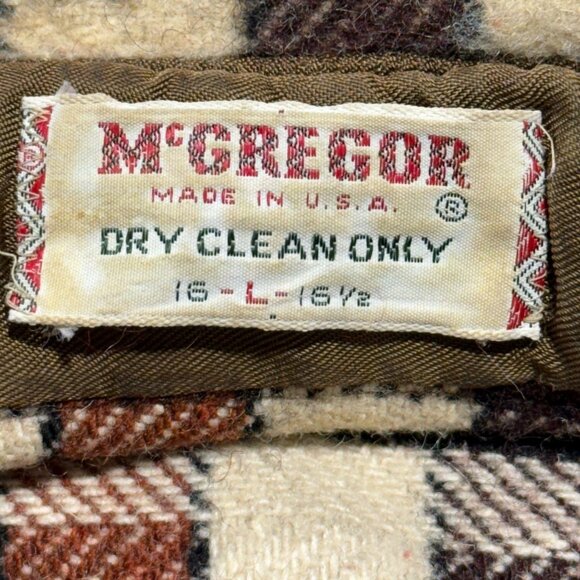 McGREGOR
MADE IN U.S.A. ®
DRY CLEAN ONLY
16-L-16½